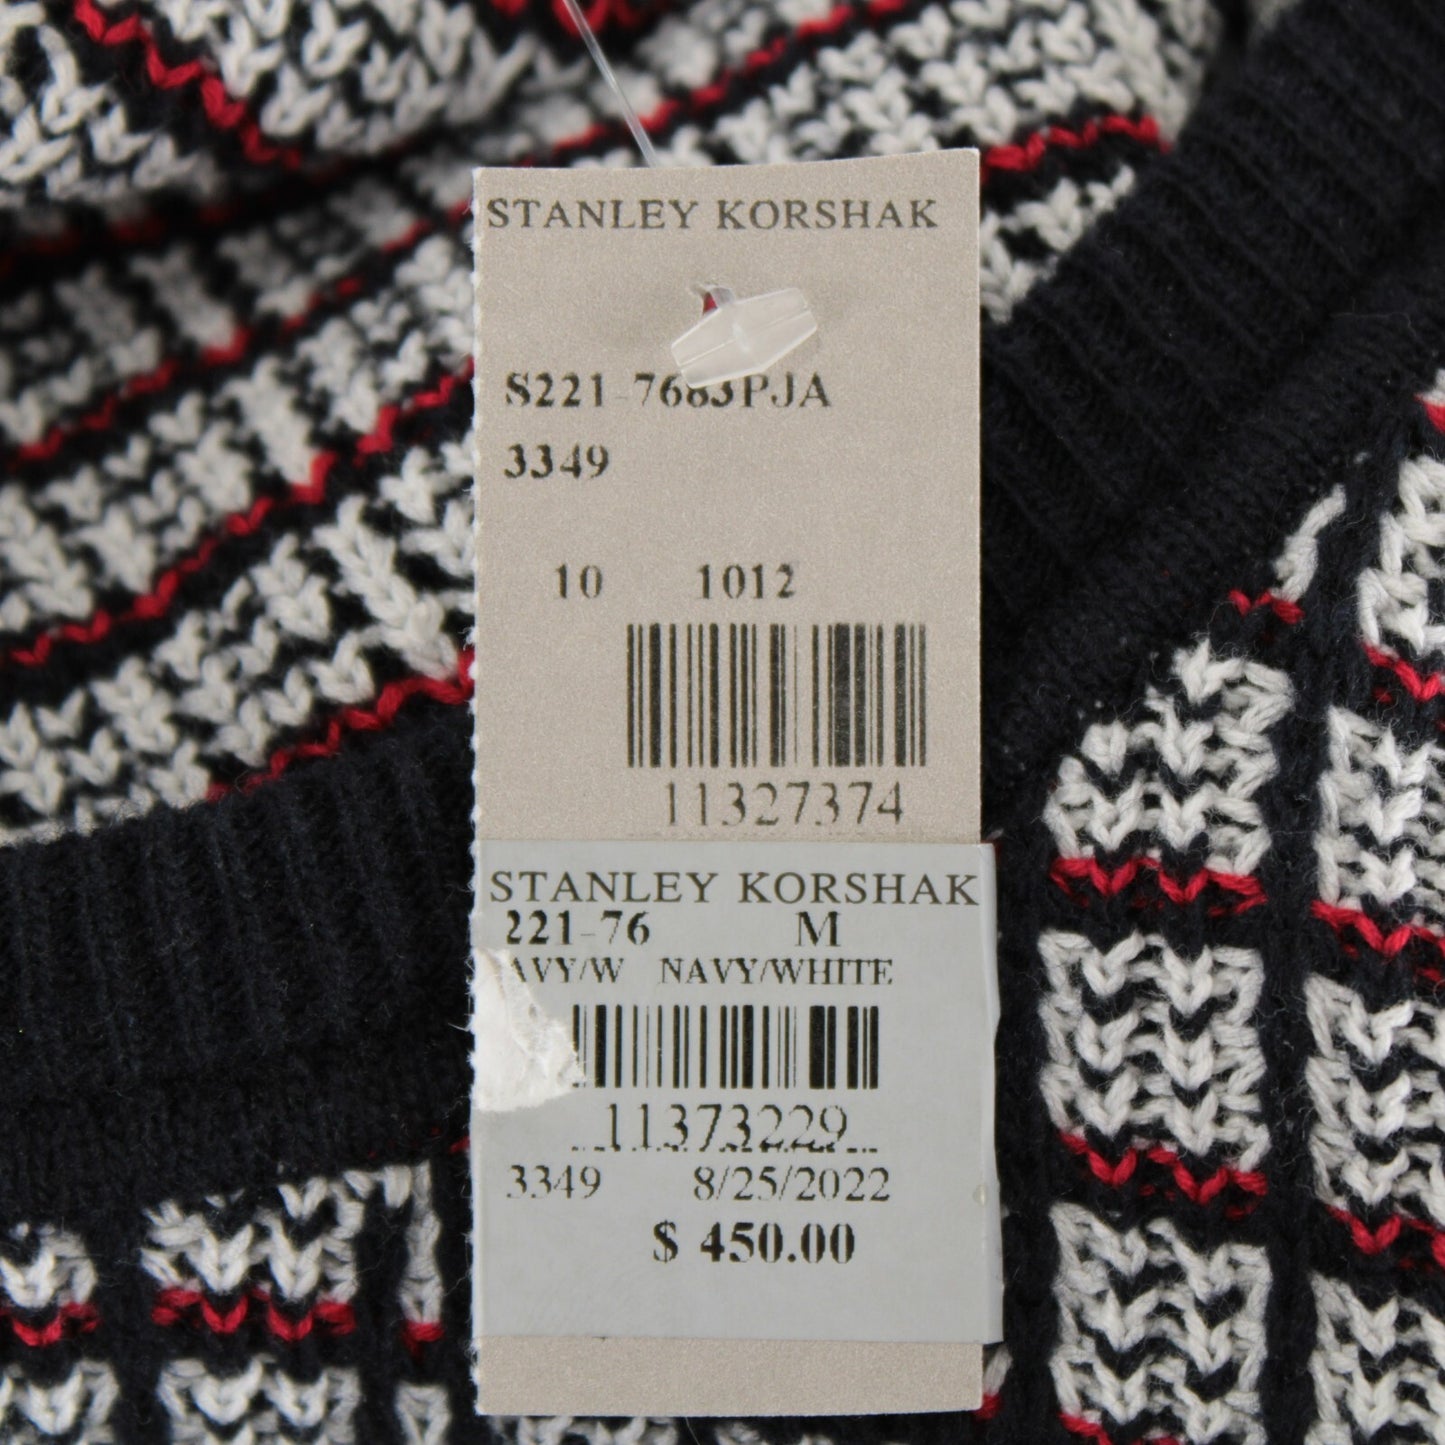 STANLEY KORSHAK
S221-7683PJA
3349
10 1012
11327374
STANLEY KORSHAK
221-76 M
AVY/W NAVY/WHITE
11373229
3349 8/25/2022
$ 450.00